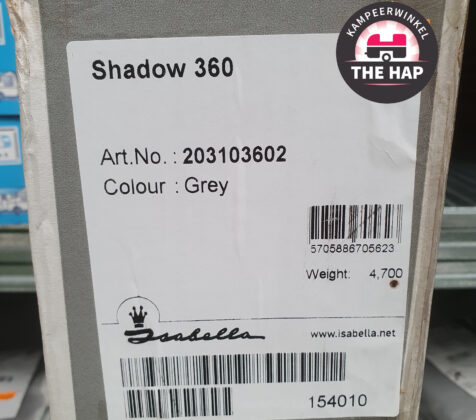 KAMPEERWINKEL
THE HAP
Shadow 360
Art.No. : 203103602
Colour : Grey
5705886705623
Weight: 4,700
Isabella
www.isabella.net
154010